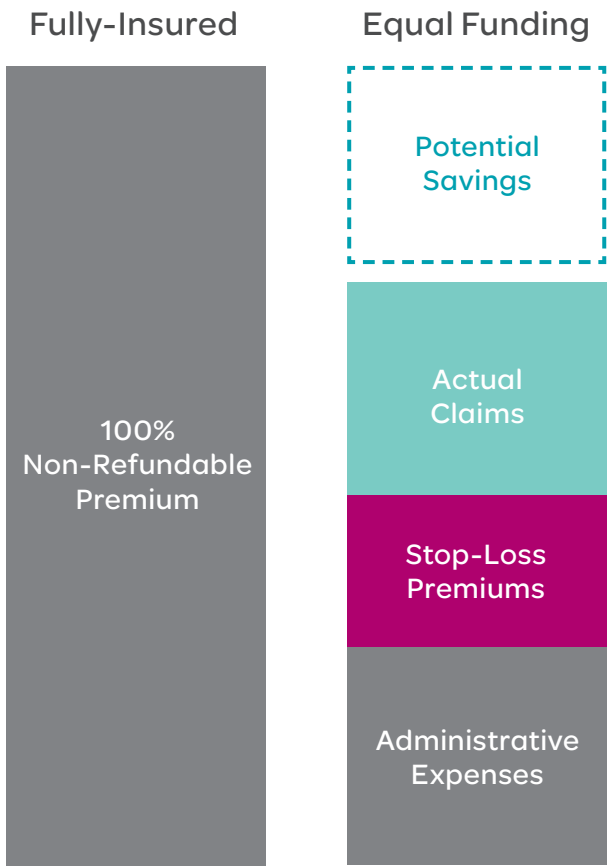 Fully-Insured
Equal Funding
100%
Non-Refundable
Premium
Potential
Savings
Actual
Claims
Stop-Loss
Premiums
Administrative
Expenses